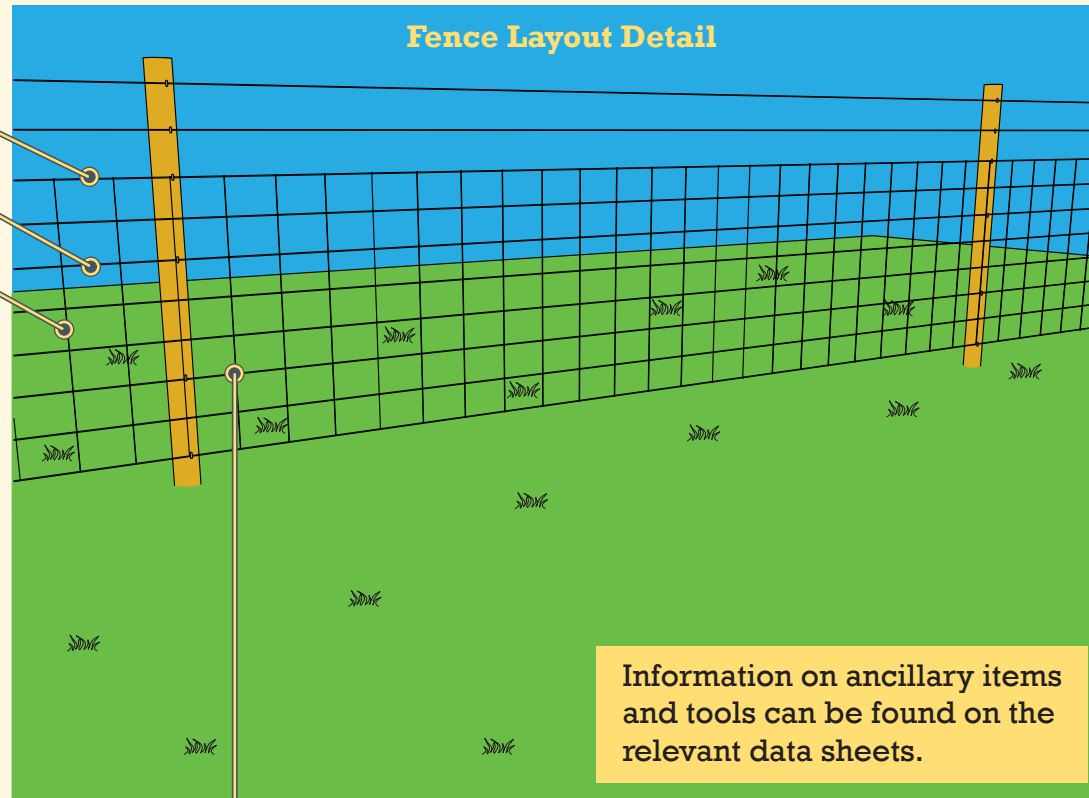 Fence Layout Detail
Information on ancillary items
and tools can be found on the
relevant data sheets.